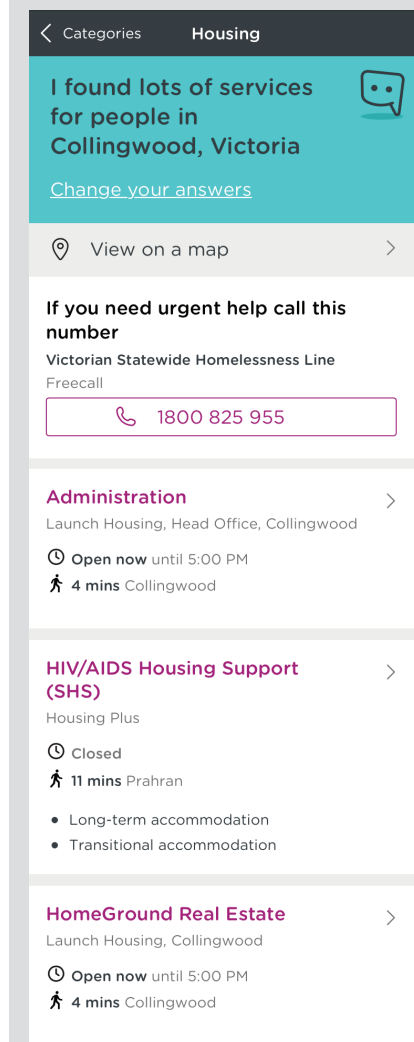 Categories Housing
I found lots of services
for people in
Collingwood, Victoria
Change your answers
View on a map
If you need urgent help call this
number
Victorian Statewide Homelessness Line
Freecall
1800 825 955
Administration
Launch Housing, Head Office, Collingwood
Open now until 5:00 PM
4 mins Collingwood
HIV/AIDS Housing Support
(SHS)
Housing Plus
Closed
11 mins Prahran
• Long-term accommodation
• Transitional accommodation
HomeGround Real Estate
Launch Housing, Collingwood
Open now until 5:00 PM
4 mins Collingwood